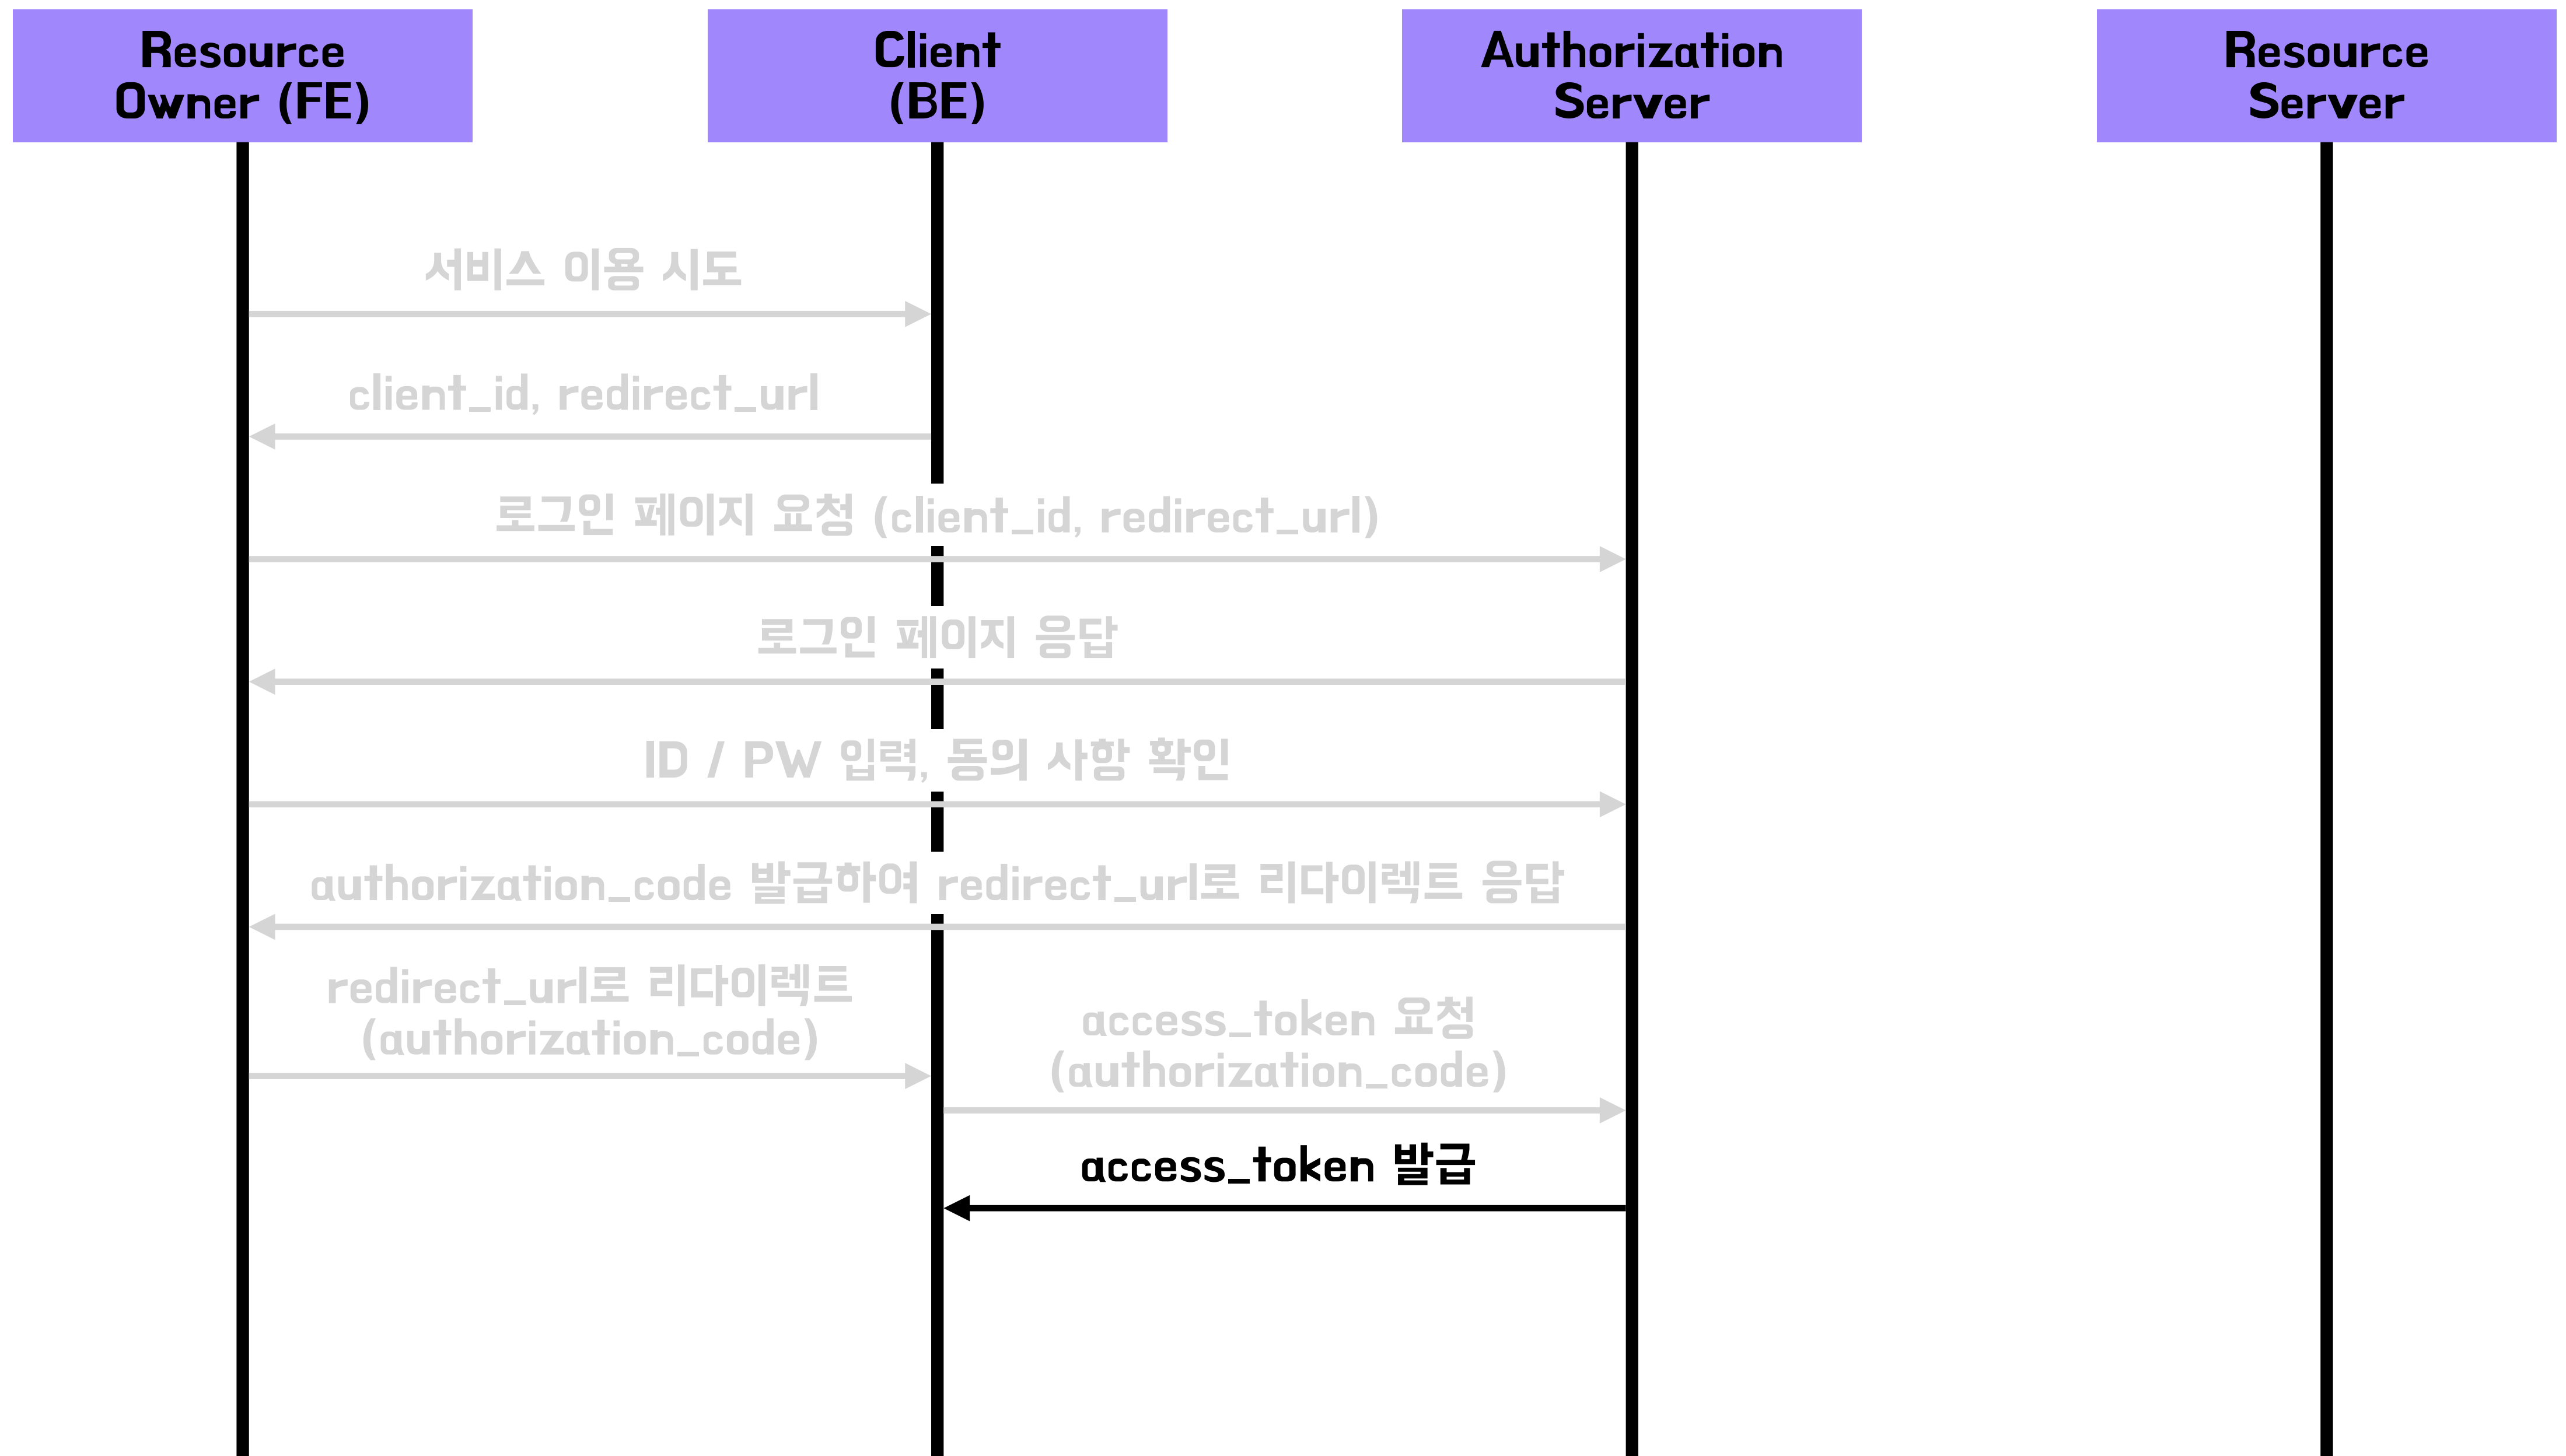 Resource
Owner (FE)
Client
(BE)
Authorization
Server
Resource
Server
서비스 이용 시도
client_id, redirect_url
로그인 페이지 요청 (client_id, redirect_url)
로그인 페이지 응답
ID / PW 입력, 동의 사항 확인
authorization_code 발급하여 redirect_url로 리다이렉트 응답
redirect_url로 리다이렉트
(authorization_code)
access_token 요청
(authorization_code)
access_token 발급